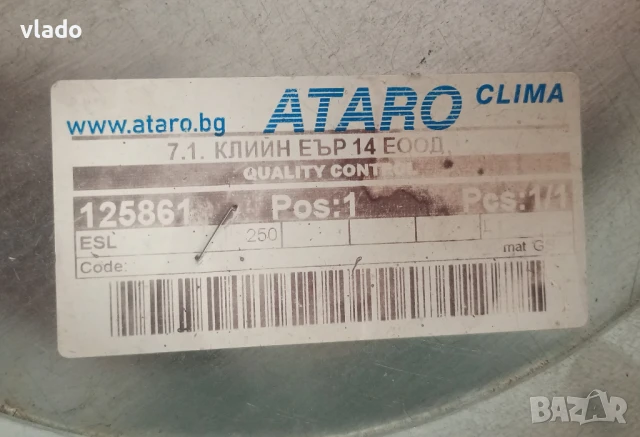 vlado
www.ataro.bg ATARO CLIMA
7.1. КЛИЙН ЕЪР 14 ЕООД
QUALITY CONTROL
125861 Pos:1 Pcs:1/1
ESL 250
mat
Code:
BAZAR